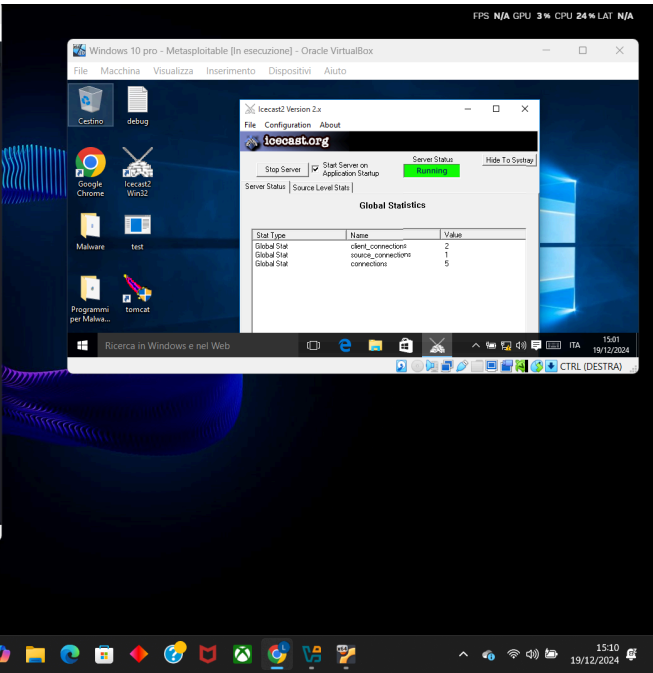 FPS N/A GPU 3% CPU 24% LAT N/A
Windows 10 pro - Metasploitable [In esecuzione] - Oracle VirtualBox
File Macchina Visualizza Inserimento Dispositivi Aiuto
Cestino
debug
Google Chrome
Icecast2 Win32
Malware
test
Programmi per Malwa...
tomcat
Icecast2 Version 2.x
File Configuration About
icecast.org
Stop Server
Start Server on
Application Startup
Server Status
Running
Hide To Systray
Server Status Source Level Stats
Global Statistics
Stat Type Name Value
Global Stat client_connections 2
Global Stat source_connections 1
Global Stat connections 5
Ricerca in Windows e nel Web
ITA
15:01
19/12/2024
CTRL (DESTRA)
15:10
19/12/2024